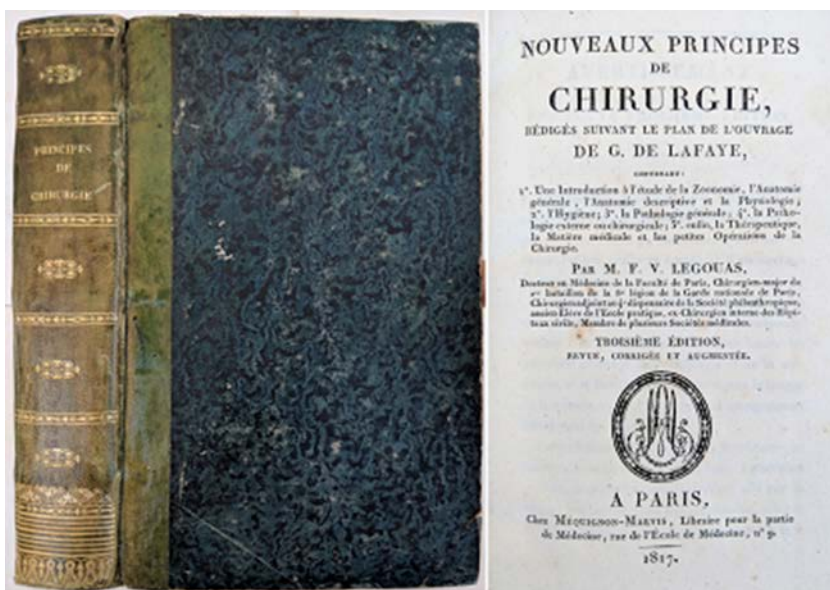 PRINCIPES
DE
CHIRURGIE
NOUVEAUX PRINCIPES
DE
CHIRURGIE,
RÉDIGÉS SUIVANT LE PLAN DE L'OUVRAGE
DE G. DE LAFAYE,
CONTENANT:
1°. Une Introduction à l'étude de la Zoonomie, l'Anatomie
générale, l'Anatomie descriptive et la Physiologie;
2°. l'Hygiène; 3°. la Pathologie générale; 4°. la Patho-
logie externe ou chirurgicale; 5°. enfin, la Thérapeutique,
la Matière médicale et les petites Opérations de la
Chirurgie.
PAR M. F. V. LEGOUAS,
Docteur en Médecine de la Faculté de Paris, Chirurgien-major du
bataillon de la légion de la Garde nationale de Paris,
Chirurgien adjoint au 4e dispensaire de la Société philanthropique,
ancien Élève de l'École pratique, ex-Chirurgien interne des Hôpi-
taux civils, Membre de plusieurs Sociétés médicales.
TROISIÈME ÉDITION,
REVUE, CORRIGÉE ET AUGMENTÉE.
A PARIS,
Chez MÉQUIGNON-MARVIS, Libraire pour la partie
de Médecine, rue de l'École de Médecine, n° 9.
1817.